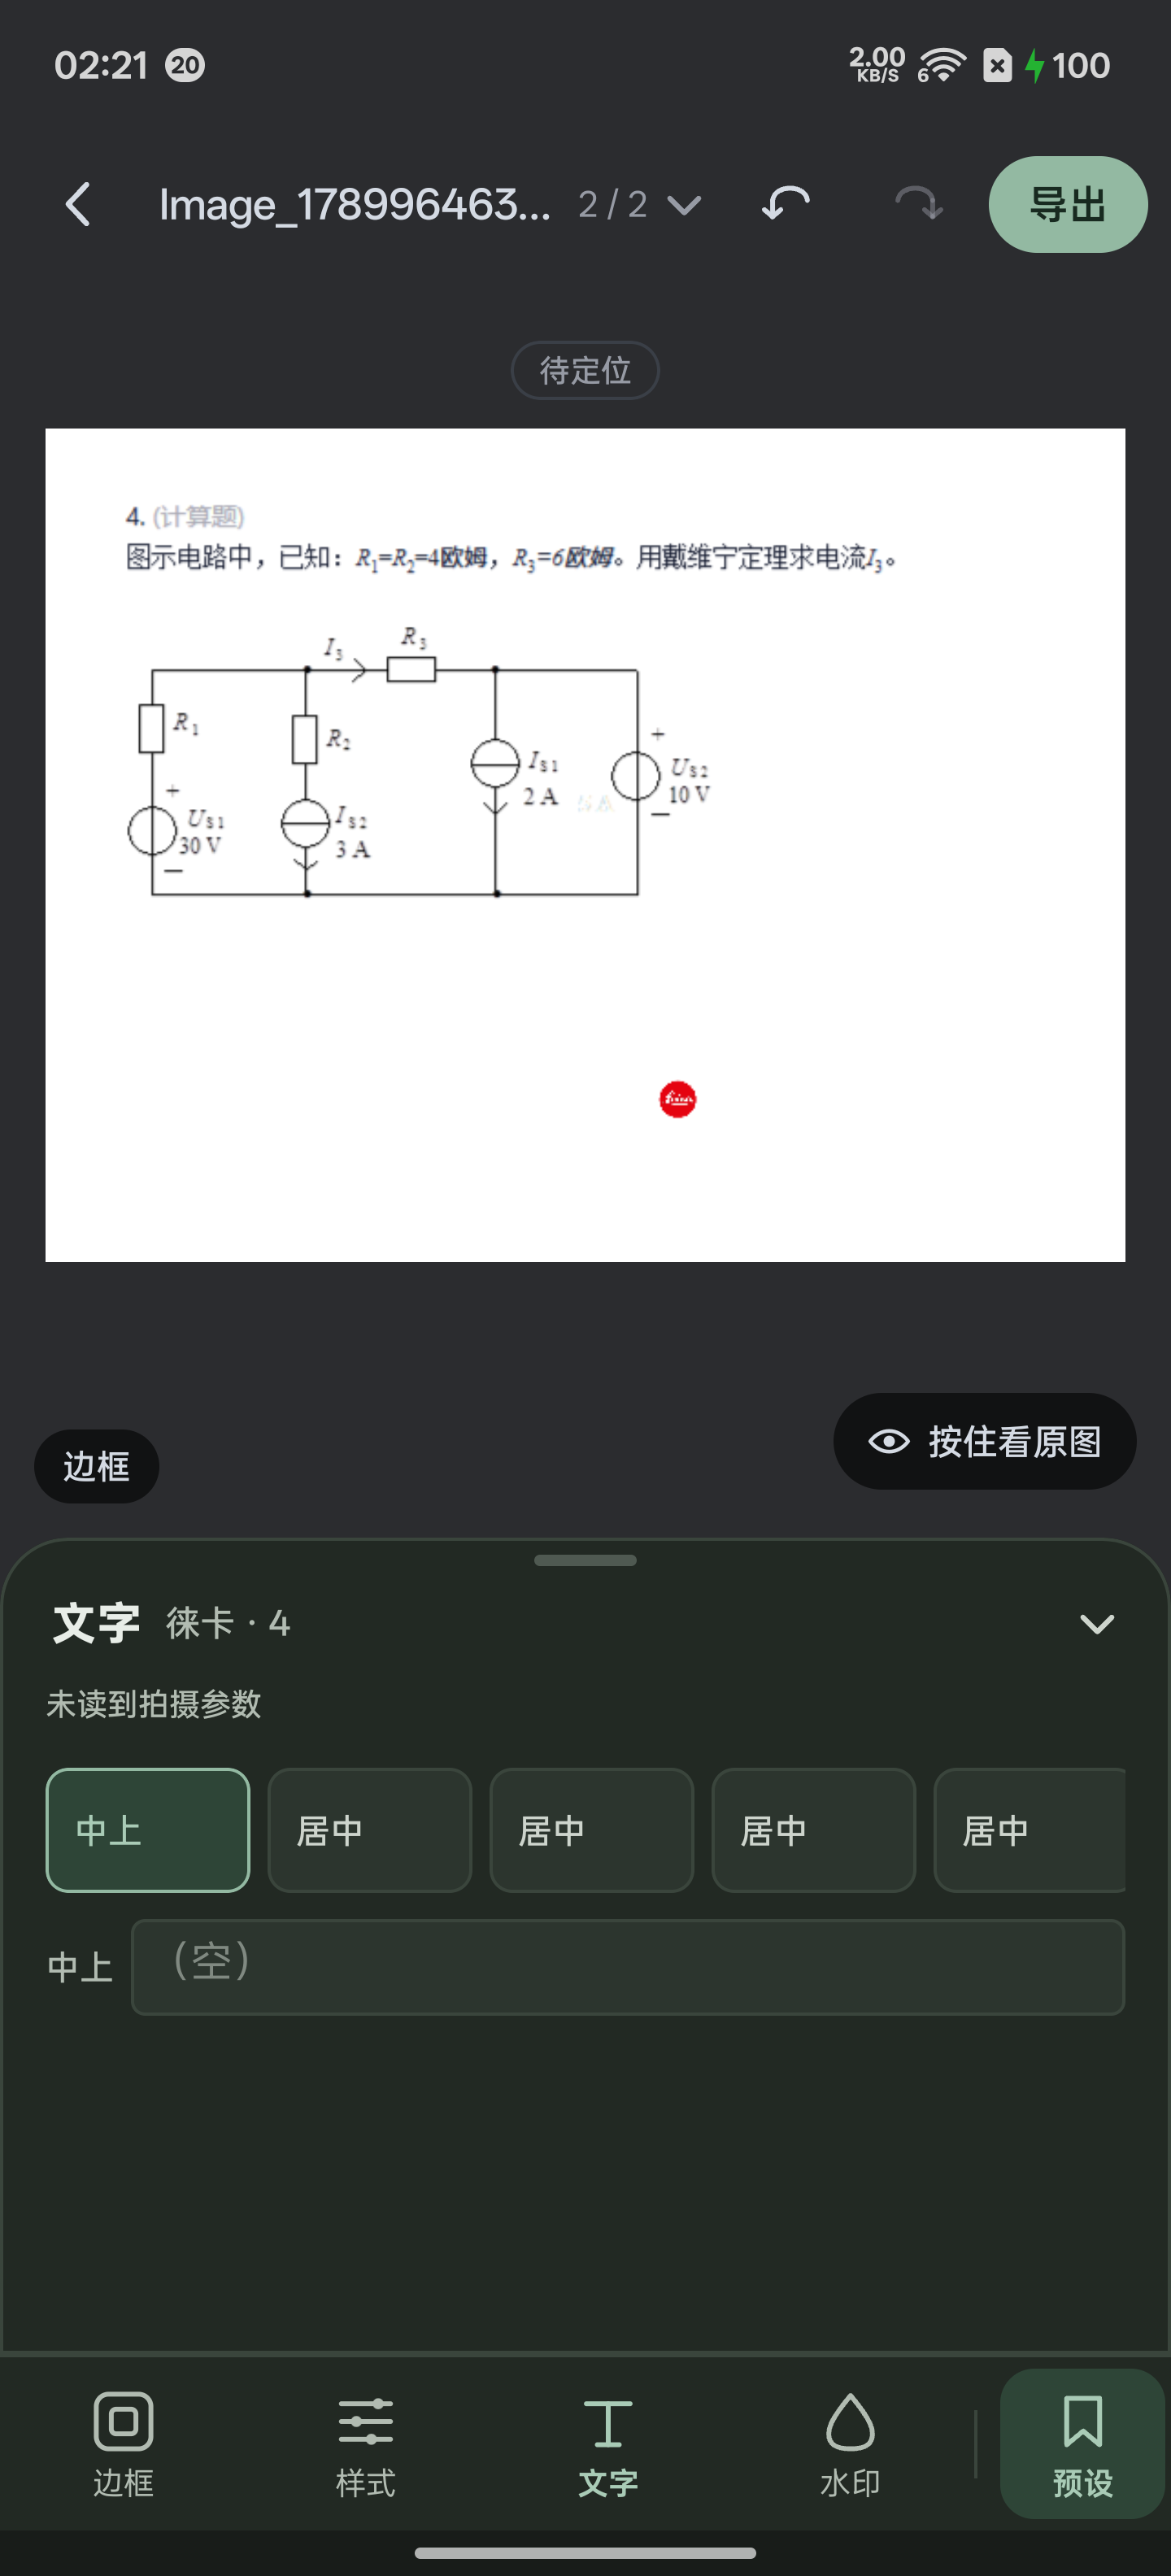 02:21 20 2.00 KB/S 6 100
Image_178996463... 2 / 2 导出
待定位
4. (计算题)
图示电路中，已知：R₁=R₂=4欧姆，R₃=6欧姆。用戴维宁定理求电流I₃。
I₃ R₃
R₁ R₂
+ US1 30 V —
IS2 3 A
IS1 2 A
+ US2 10 V —
边框 按住看原图
文字 徕卡 · 4
未读到拍摄参数
中上 居中 居中 居中 居中
中上 （空）
边框 样式 文字 水印 预设